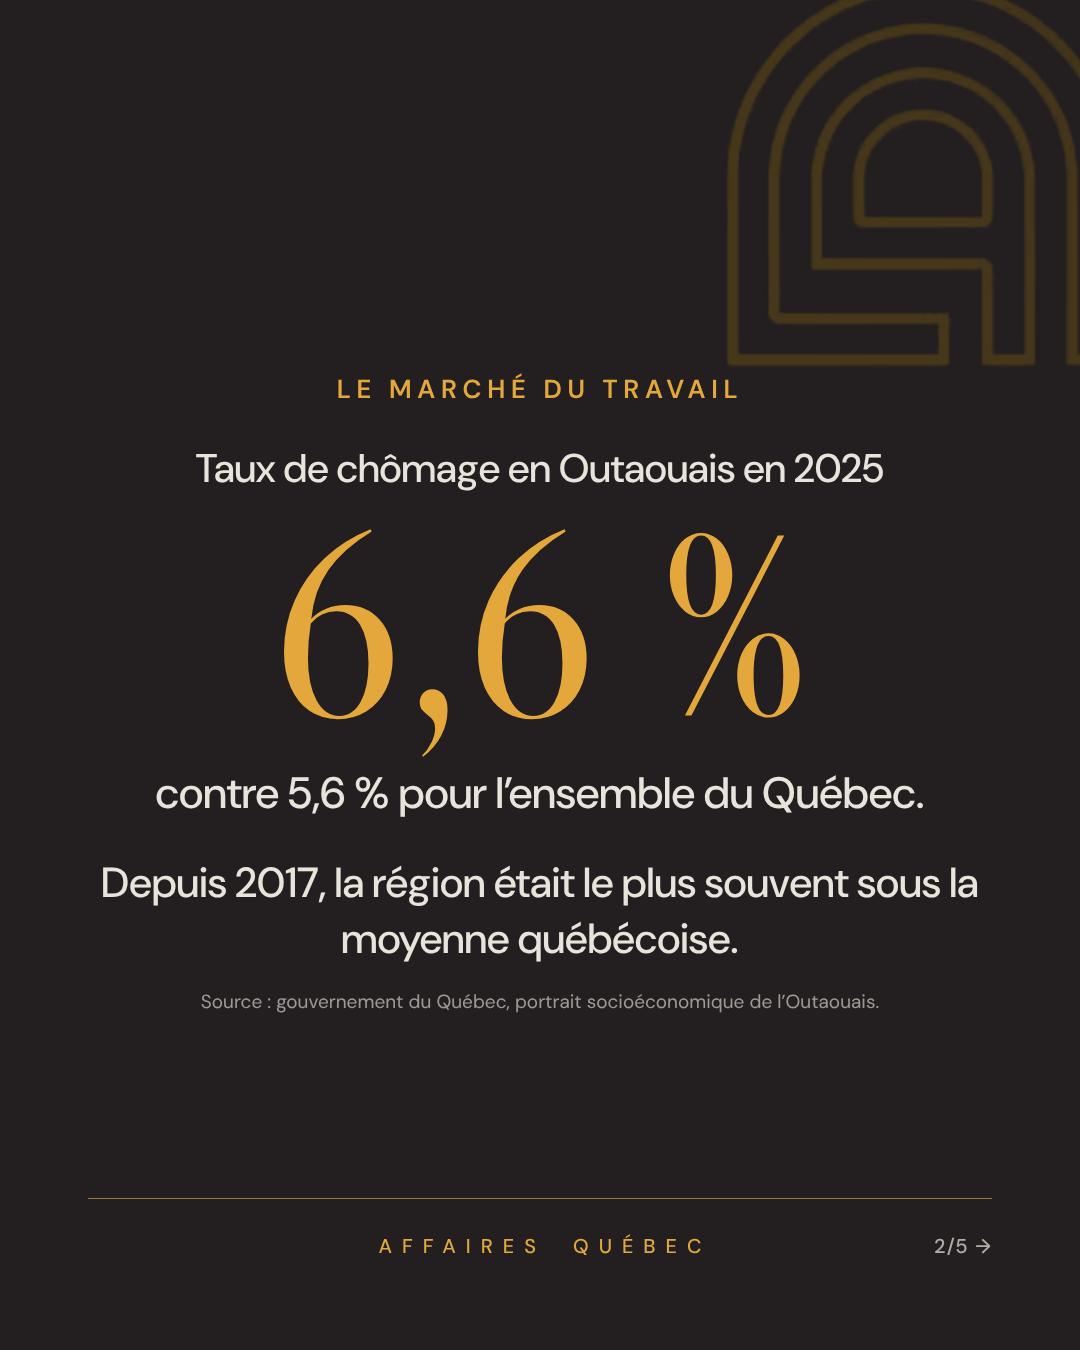 LE MARCHÉ DU TRAVAIL
Taux de chômage en Outaouais en 2025
6,6 %
contre 5,6 % pour l’ensemble du Québec.
Depuis 2017, la région était le plus souvent sous la
moyenne québécoise.
Source : gouvernement du Québec, portrait socioéconomique de l’Outaouais.
AFFAIRES QUÉBEC
2/5 →